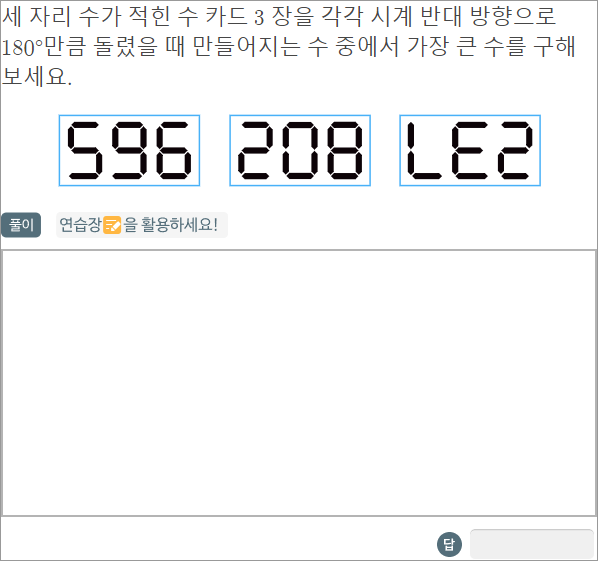 세 자리 수가 적힌 수 카드 3 장을 각각 시계 반대 방향으로
180°만큼 돌렸을 때 만들어지는 수 중에서 가장 큰 수를 구해
보세요.
596 208 LE2
풀이 연습장을 활용하세요!
답